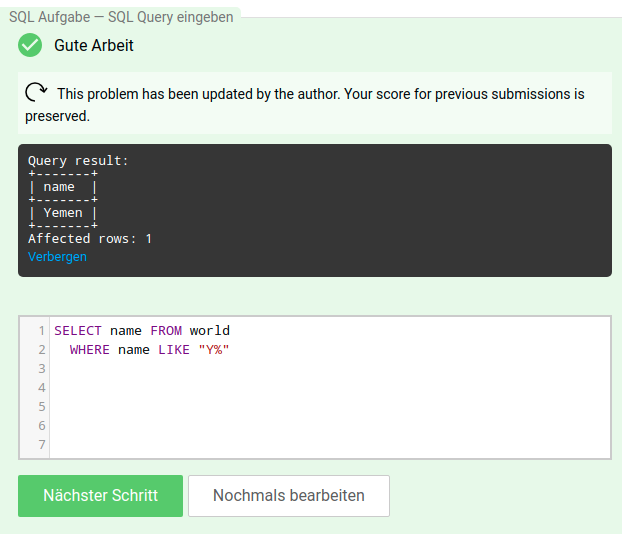 SQL Aufgabe — SQL Query eingeben
Gute Arbeit
This problem has been updated by the author. Your score for previous submissions is
preserved.
Query result:
+-------+
| name  |
+-------+
| Yemen |
+-------+
Affected rows: 1
Verbergen
1 SELECT name FROM world
2   WHERE name LIKE "Y%"
3
4
5
6
7
Nächster Schritt Nochmals bearbeiten